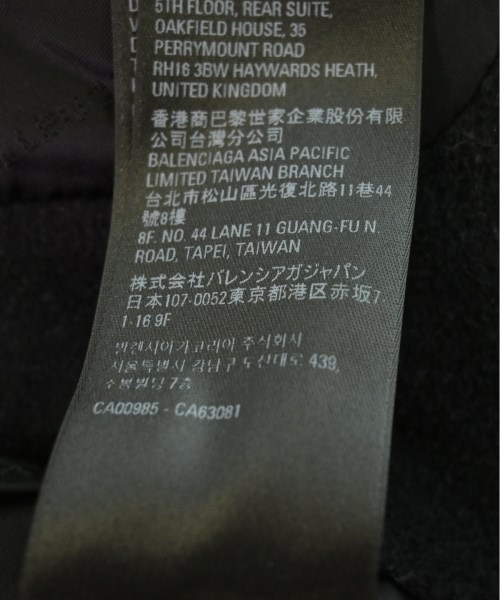 5TH FLOOR, REAR SUITE,
OAKFIELD HOUSE, 35
PERRYMOUNT ROAD
RH16 3BW HAYWARDS HEATH,
UNITED KINGDOM
香港商巴黎世家企業股份有限
公司台灣分公司
BALENCIAGA ASIA PACIFIC
LIMITED TAIWAN BRANCH
台北市松山區光復北路11巷44
號8樓
8F. NO. 44 LANE 11 GUANG-FU N.
ROAD, TAPEI, TAIWAN
株式会社バレンシアガジャパン
日本107-0052東京都港区赤坂7
1-16 9F
발렌시아가코리아 주식회사
서울특별시 강남구 도산대로 439,
7층
CA00985 - CA63081